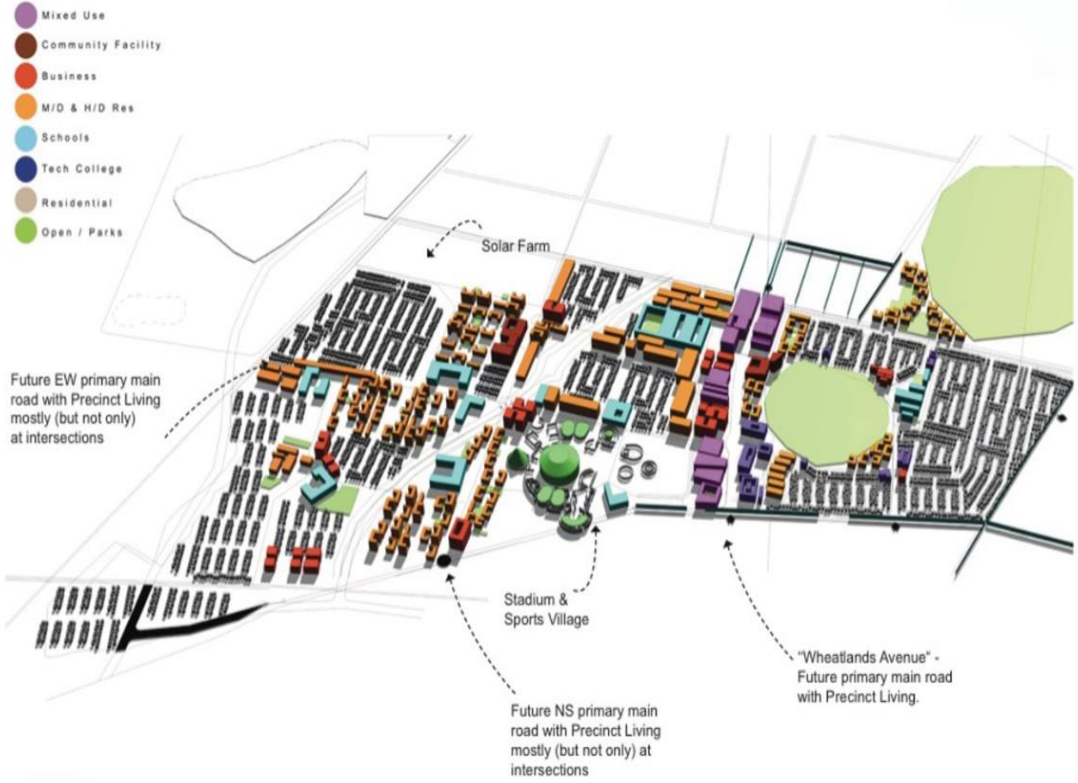 Mixed Use
Community Facility
Business
M/D & H/D Res
Schools
Tech College
Residential
Open / Parks
Solar Farm
Future EW primary main
road with Precinct Living
mostly (but not only)
at intersections
Stadium &
Sports Village
"Wheatlands Avenue" -
Future primary main road
with Precinct Living.
Future NS primary main
road with Precinct Living
mostly (but not only) at
intersections